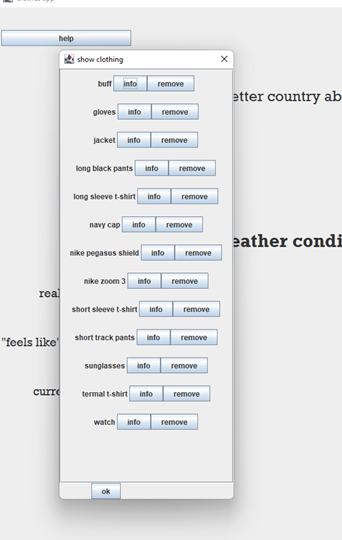 help
show clothing
etter country ab
buff info remove
gloves info remove
jacket info remove
long black pants info remove
long sleeve t-shirt info remove
navy cap info remove
eather condi
nike pegasus shield info remove
nike zoom 3 info remove
real
short sleeve t-shirt info remove
short track pants info remove
"feels like"
sunglasses info remove
curre
termal t-shirt info remove
watch info remove
ok